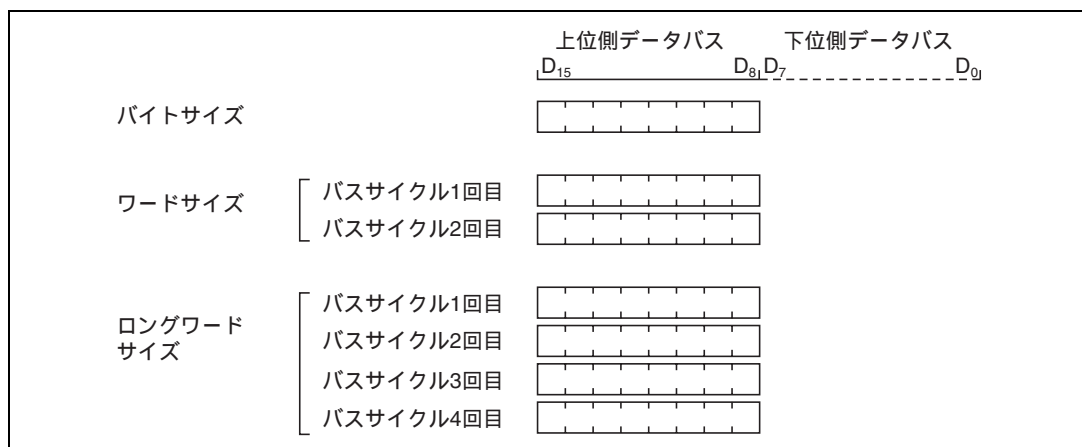 上位側データバス 下位側データバス
D15 D8 D7 D0
バイトサイズ
ワードサイズ
バスサイクル1回目
バスサイクル2回目
ロングワード
サイズ
バスサイクル1回目
バスサイクル2回目
バスサイクル3回目
バスサイクル4回目